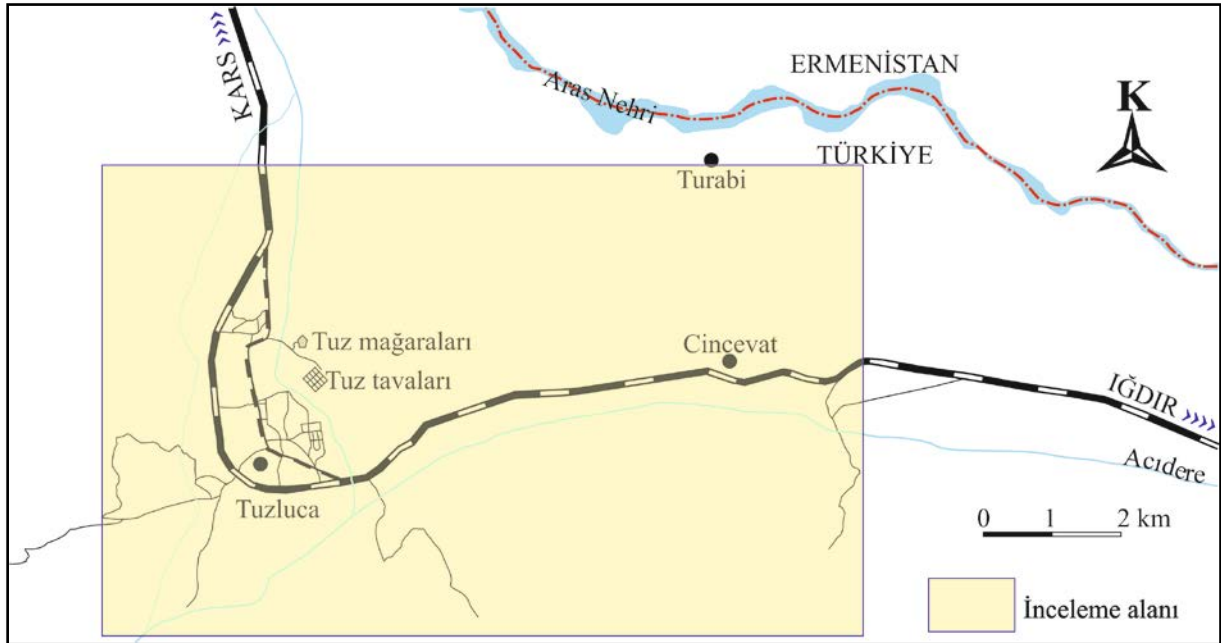 KARS
Aras Nehri
ERMENİSTAN
K
TÜRKİYE
Turabi
Tuz mağaraları
Cincevat
Tuz tavaları
IĞDIR
Acıdere
Tuzluca
0 1 2 km
İnceleme alanı